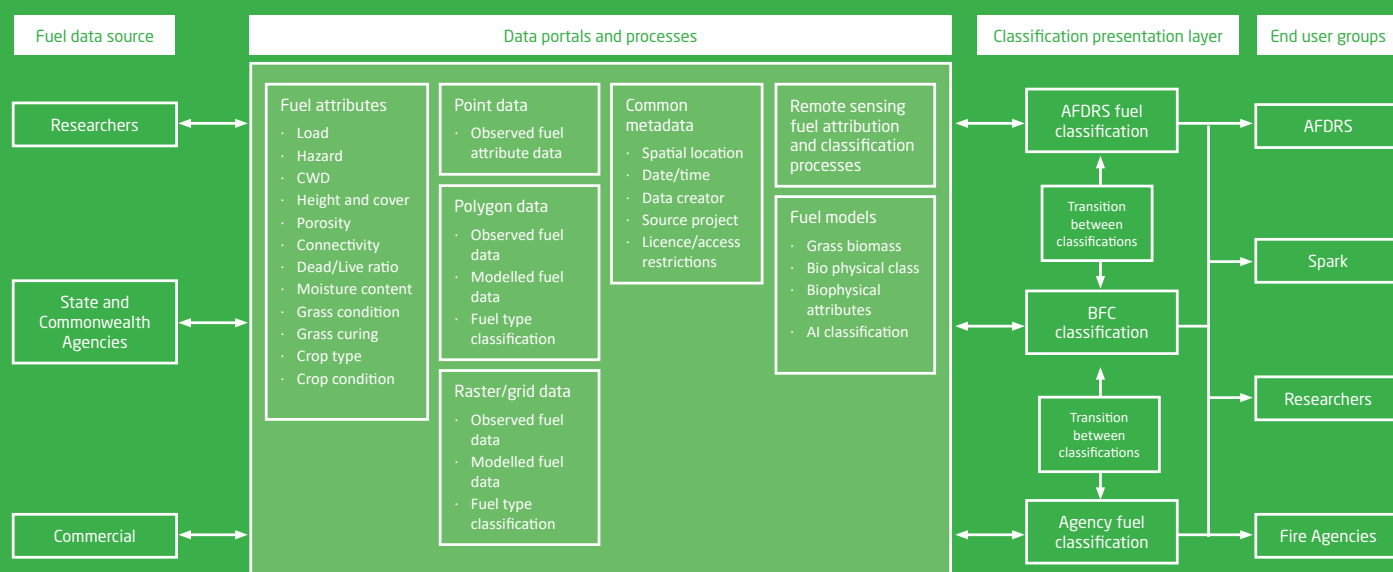 Fuel data source
Data portals and processes
Classification presentation layer
End user groups
Researchers
State and
Commonwealth
Agencies
Commercial
Fuel attributes
· Load
· Hazard
· CWD
· Height and cover
· Porosity
· Connectivity
· Dead/Live ratio
· Moisture content
· Grass condition
· Grass curing
· Crop type
· Crop condition
Point data
· Observed fuel
attribute data
Polygon data
· Observed fuel
data
· Modelled fuel
data
· Fuel type
classification
Raster/grid data
· Observed fuel
data
· Modelled fuel
data
· Fuel type
classification
Common
metadata
· Spatial location
· Date/time
· Data creator
· Source project
· Licence/access
restrictions
Remote sensing
fuel attribution
and classification
processes
Fuel models
· Grass biomass
· Bio physical class
· Biophysical
attributes
· AI classification
AFDRS fuel
classification
Transition
between
classifications
BFC
classification
Transition
between
classifications
Agency fuel
classification
AFDRS
Spark
Researchers
Fire Agencies